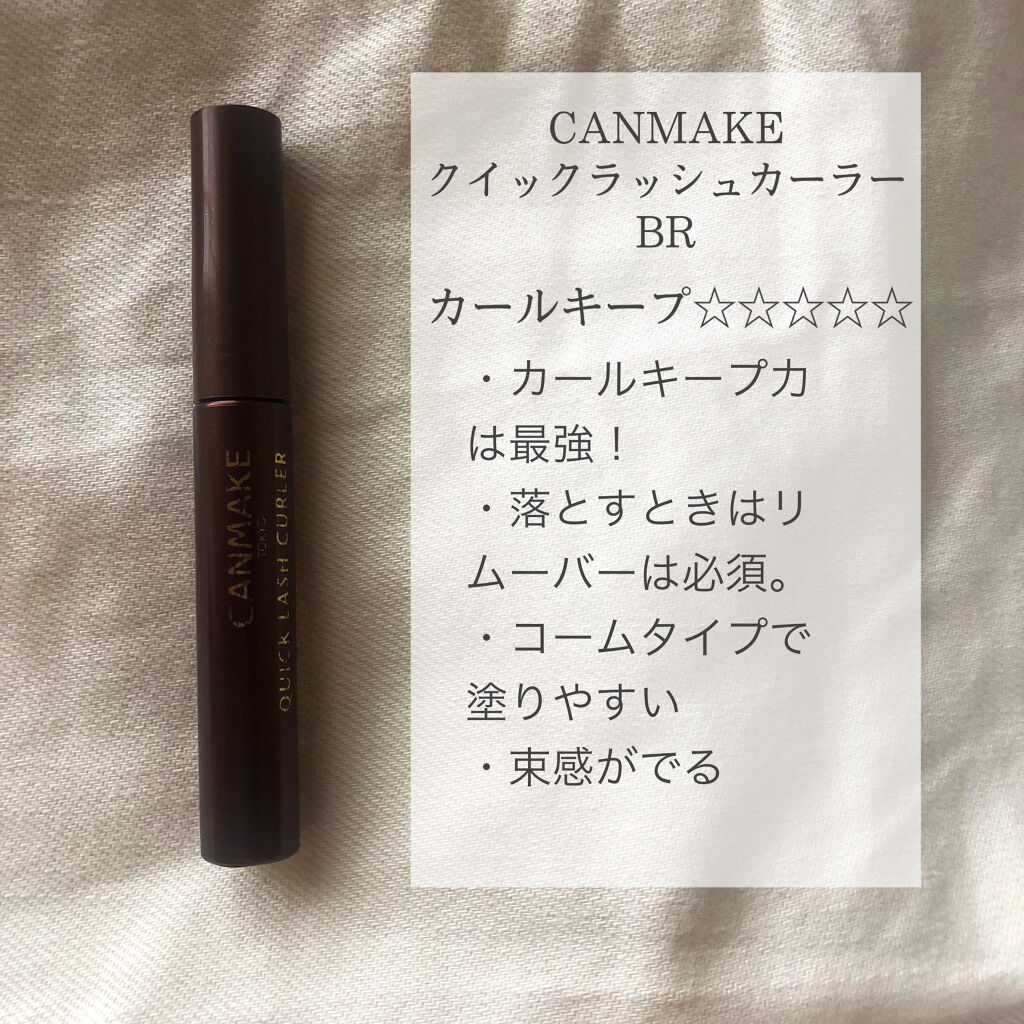 CANMAKE
クイックラッシュカーラー
BR
カールキープ☆☆☆☆☆
・カールキープ力
は最強！
・落とすときはリ
ムーバーは必須。
・コームタイプで
塗りやすい
・束感がでる
CANMAKE
TOKYO
QUICK LASH CURLER